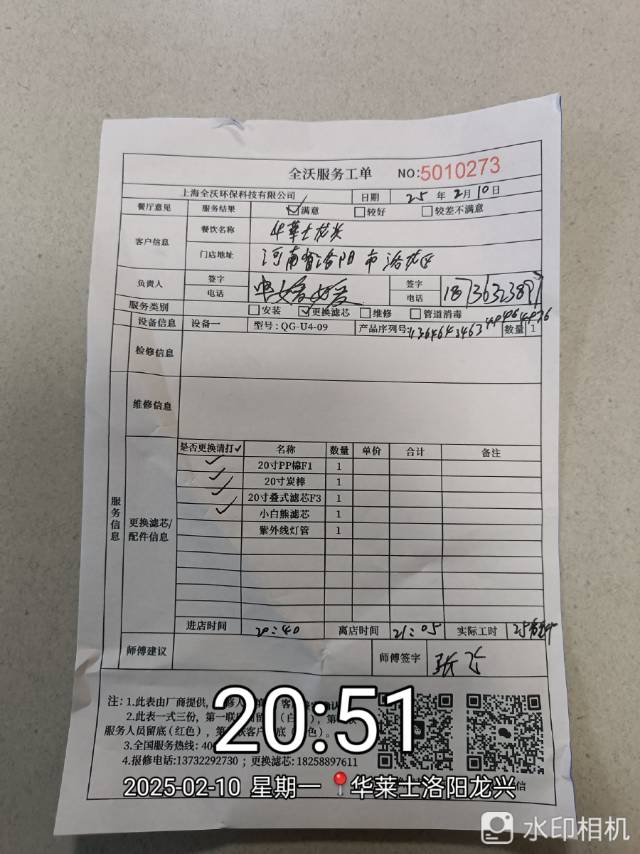 全沃服务工单 NO:5010273
上海全沃环保科技有限公司 日期 25 年 2 月 10 日
餐厅意见 服务结果 ☑满意 □较好 □较差不满意
客户信息 餐饮名称 华莱士龙兴
门店地址 河南省洛阳市洛龙区
负责人 签字 签字
电话 电话
服务类别 □安装 ☑更换滤芯 □维修 □管道消毒
设备信息 设备一 型号:QG-U4-09 产品序列号: 数量 1
检修信息
维修信息
服务信息
更换滤芯/
配件信息
是否更换请打✓ 名称 数量 单价 合计 备注
✓ 20寸PP棉F1 1
✓ 20寸炭棒 1
✓ 20寸叠式滤芯F3 1
✓ 小白熊滤芯 1
紫外线灯管 1
进店时间 20:40 离店时间 21:05 实际工时 25
师傅建议 师傅签字 张
注:1.此表由厂商提供,
2.此表一式三份,第一联
服务人员留底(红色),
3.全国服务热线:40
4.报修电话:13732292730 ;更换滤芯:18258897611
20:51
2025-02-10 星期一 华莱士洛阳龙兴
水印相机